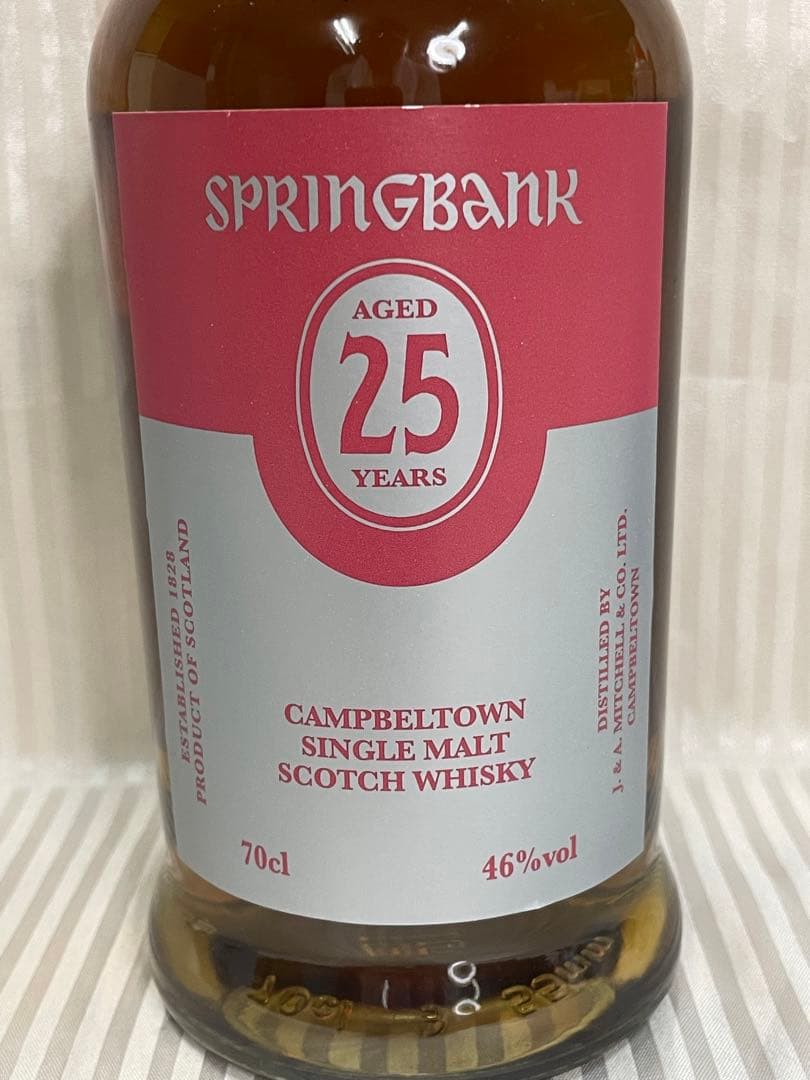 SPRINGBANK
AGED
25
YEARS
ESTABLISHED 1828
PRODUCT OF SCOTLAND
DISTILLED BY
J. & A. MITCHELL & CO. LTD.
CAMPBELTOWN
CAMPBELTOWN
SINGLE MALT
SCOTCH WHISKY
70cl
46%vol